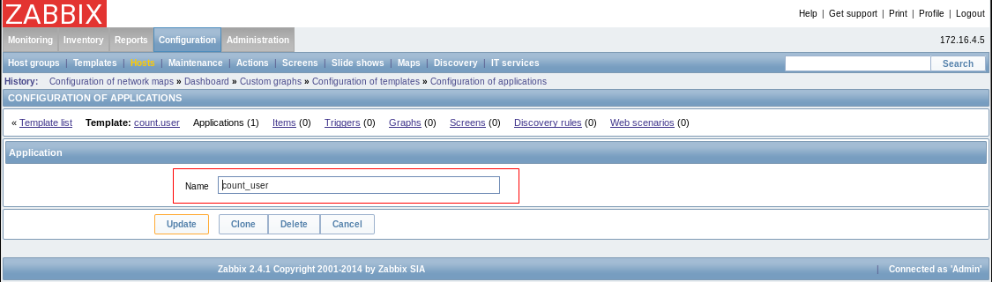 ZABBIX
Help | Get support | Print | Profile | Logout
Monitoring Inventory Reports Configuration Administration 172.16.4.5
Host groups | Templates | Hosts | Maintenance | Actions | Screens | Slide shows | Maps | Discovery | IT services Search
History: Configuration of network maps » Dashboard » Custom graphs » Configuration of templates » Configuration of applications
CONFIGURATION OF APPLICATIONS
« Template list Template: count.user Applications (1) Items (0) Triggers (0) Graphs (0) Screens (0) Discovery rules (0) Web scenarios (0)
Application
Name count_user
Update Clone Delete Cancel
Zabbix 2.4.1 Copyright 2001-2014 by Zabbix SIA | Connected as 'Admin'